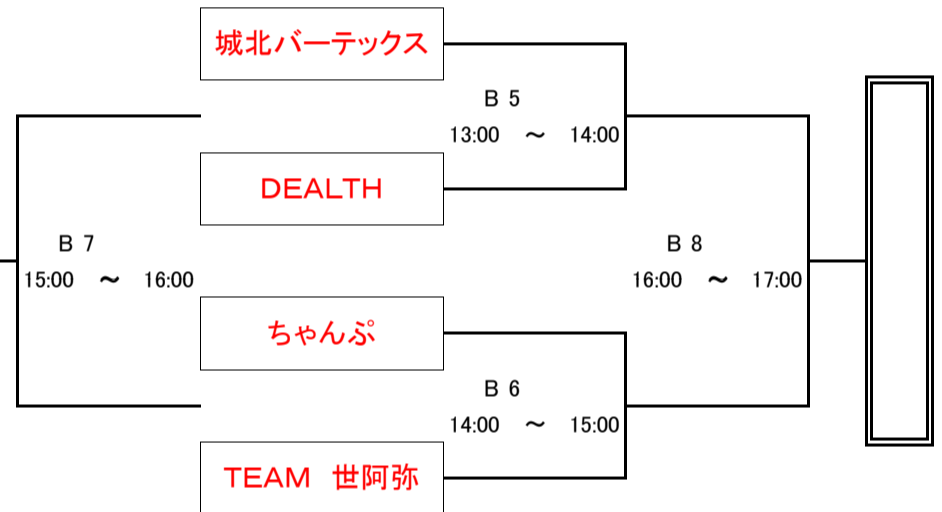 城北バーテックス
B 5
13:00 ～ 14:00
DEALTH
B 7
15:00 ～ 16:00
B 8
16:00 ～ 17:00
ちゃんぷ
B 6
14:00 ～ 15:00
TEAM 世阿弥